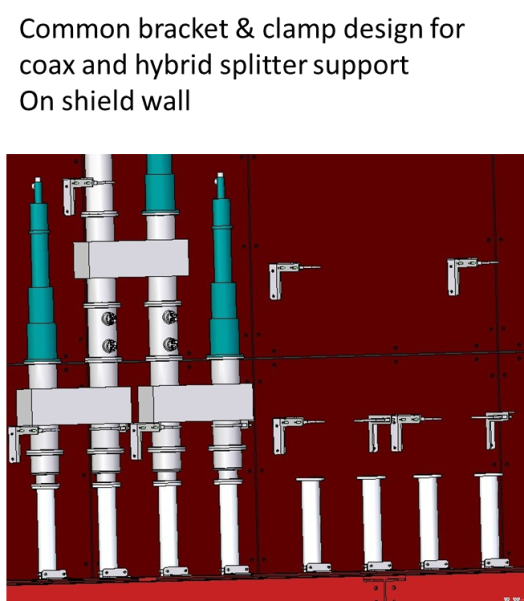 Common bracket & clamp design for
coax and hybrid splitter support
On shield wall